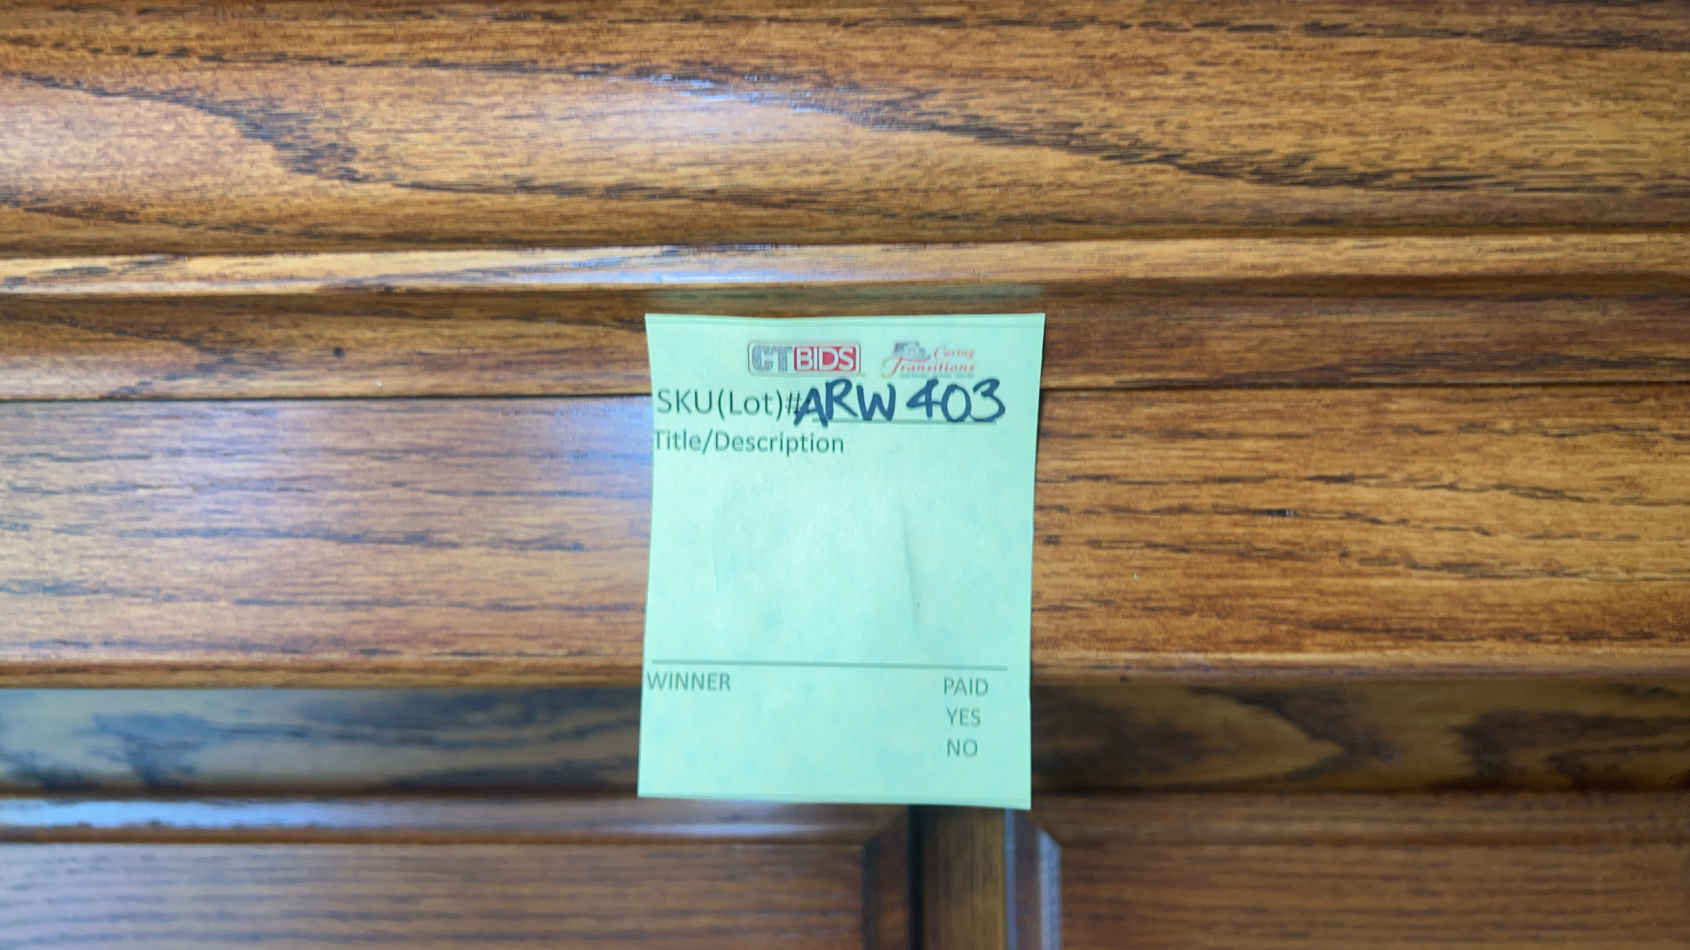 CTBIDS Caring
Transitions
SKU(Lot)#ARW 403
Title/Description
WINNER PAID
YES
NO